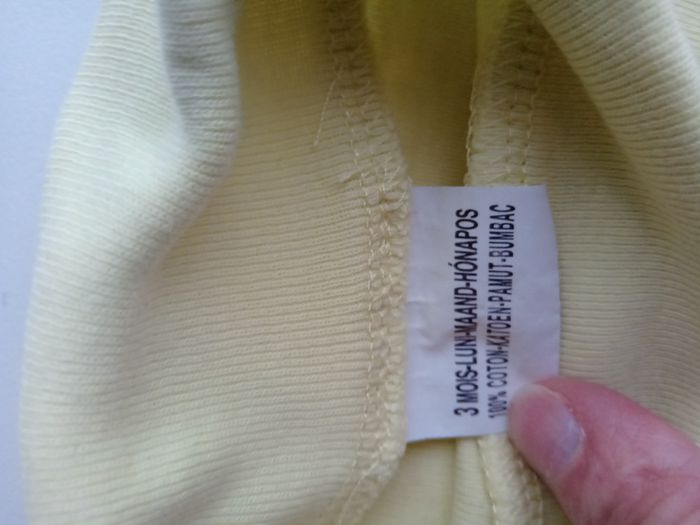 3 MOIS-LUNI-MAAND-HÓNAPOS
100% COTON-KATOEN-PAMUT-BUMBAC